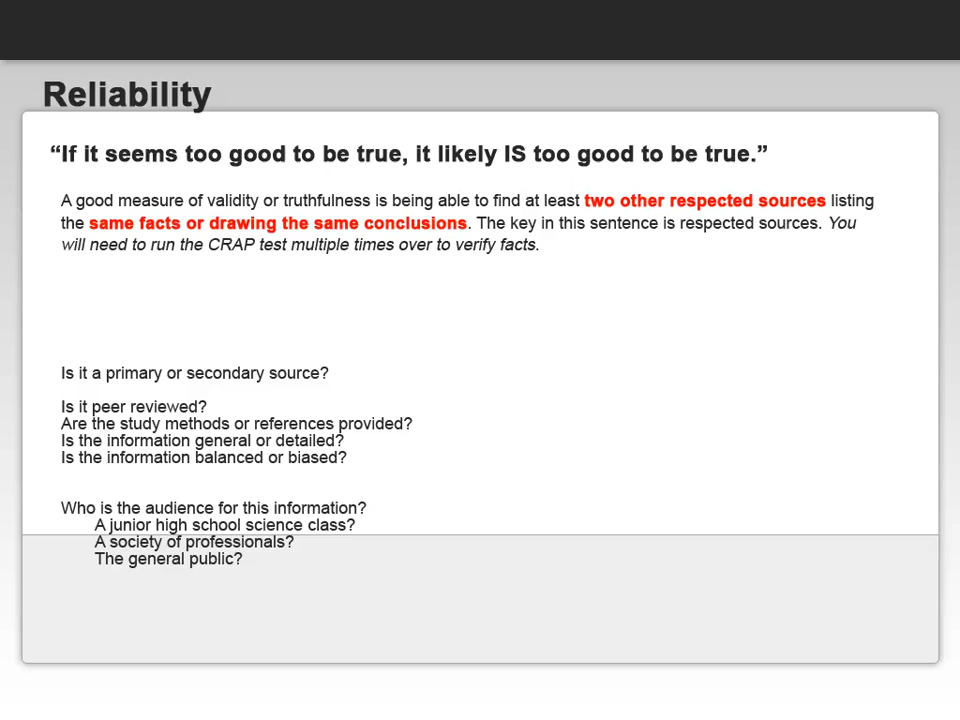 Reliability
“If it seems too good to be true, it likely IS too good to be true.”
A good measure of validity or truthfulness is being able to find at least two other respected sources listing
the same facts or drawing the same conclusions. The key in this sentence is respected sources. You
will need to run the CRAP test multiple times over to verify facts.
Is it a primary or secondary source?
Is it peer reviewed?
Are the study methods or references provided?
Is the information general or detailed?
Is the information balanced or biased?
Who is the audience for this information?
A junior high school science class?
A society of professionals?
The general public?